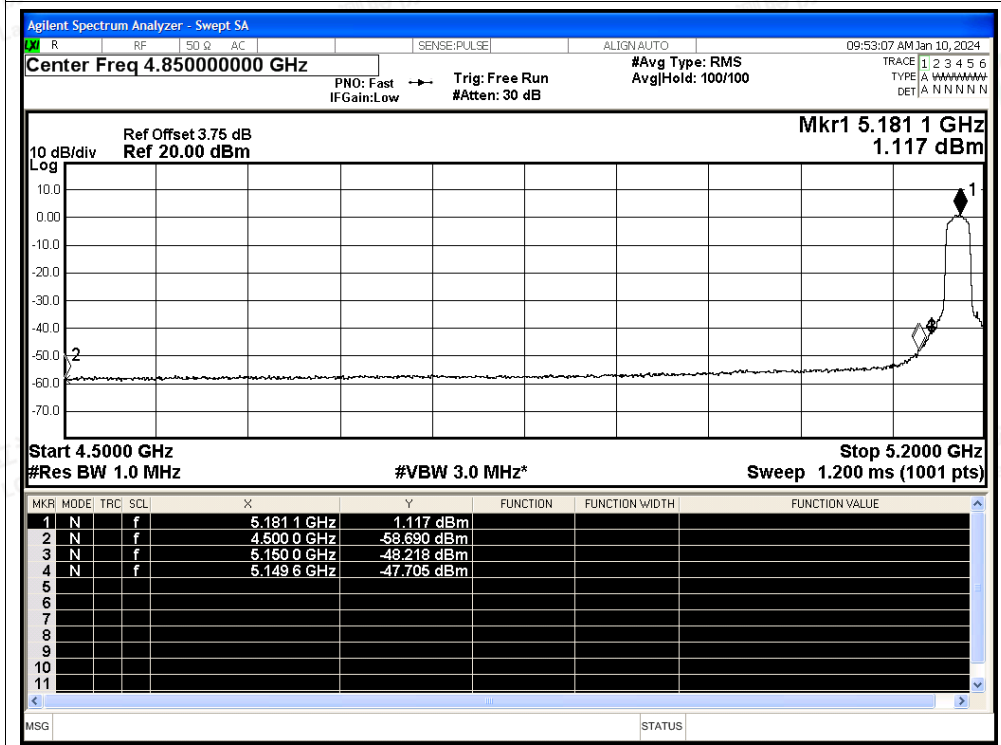 Agilent Spectrum Analyzer - Swept SA
LXI R RF 50 Ω AC SENSE:PULSE ALIGN AUTO 09:53:07 AM Jan 10, 2024
Center Freq 4.850000000 GHz
PNO: Fast
IFGain:Low
Trig: Free Run
#Atten: 30 dB
#Avg Type: RMS
Avg|Hold: 100/100
TRACE 1 2 3 4 5 6
TYPE A WWWWW
DET A N N N N N
Ref Offset 3.75 dB
Ref 20.00 dBm
10 dB/div
Log
Mkr1 5.181 1 GHz
1.117 dBm
10.0
0.00
-10.0
-20.0
-30.0
-40.0
-50.0
-60.0
-70.0
1
2
Start 4.5000 GHz
#Res BW 1.0 MHz
#VBW 3.0 MHz*
Stop 5.2000 GHz
Sweep 1.200 ms (1001 pts)
MKR MODE TRC SCL X Y FUNCTION FUNCTION WIDTH FUNCTION VALUE
1 N f 5.181 1 GHz 1.117 dBm
2 N f 4.500 0 GHz -58.690 dBm
3 N f 5.150 0 GHz -48.218 dBm
4 N f 5.149 6 GHz -47.705 dBm
5
6
7
8
9
10
11
MSG STATUS